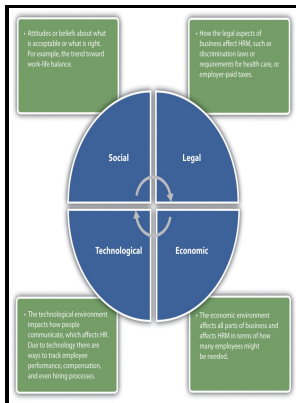 • Attitudes or beliefs about what
is acceptable or what is right.
For example, the trend toward
work-life balance.
• How the legal aspects of
business affect HRM, such as
discrimination laws or
requirements for health care, or
employer-paid taxes.
Social
Legal
Technological
Economic
• The technological environment
impacts how people
communicate, which affects HR.
Due to technology there are
ways to track employee
performance, compensation,
and even hiring processes.
• The economic environment
affects all parts of business and
affects HRM in terms of how
many employees might
be needed.